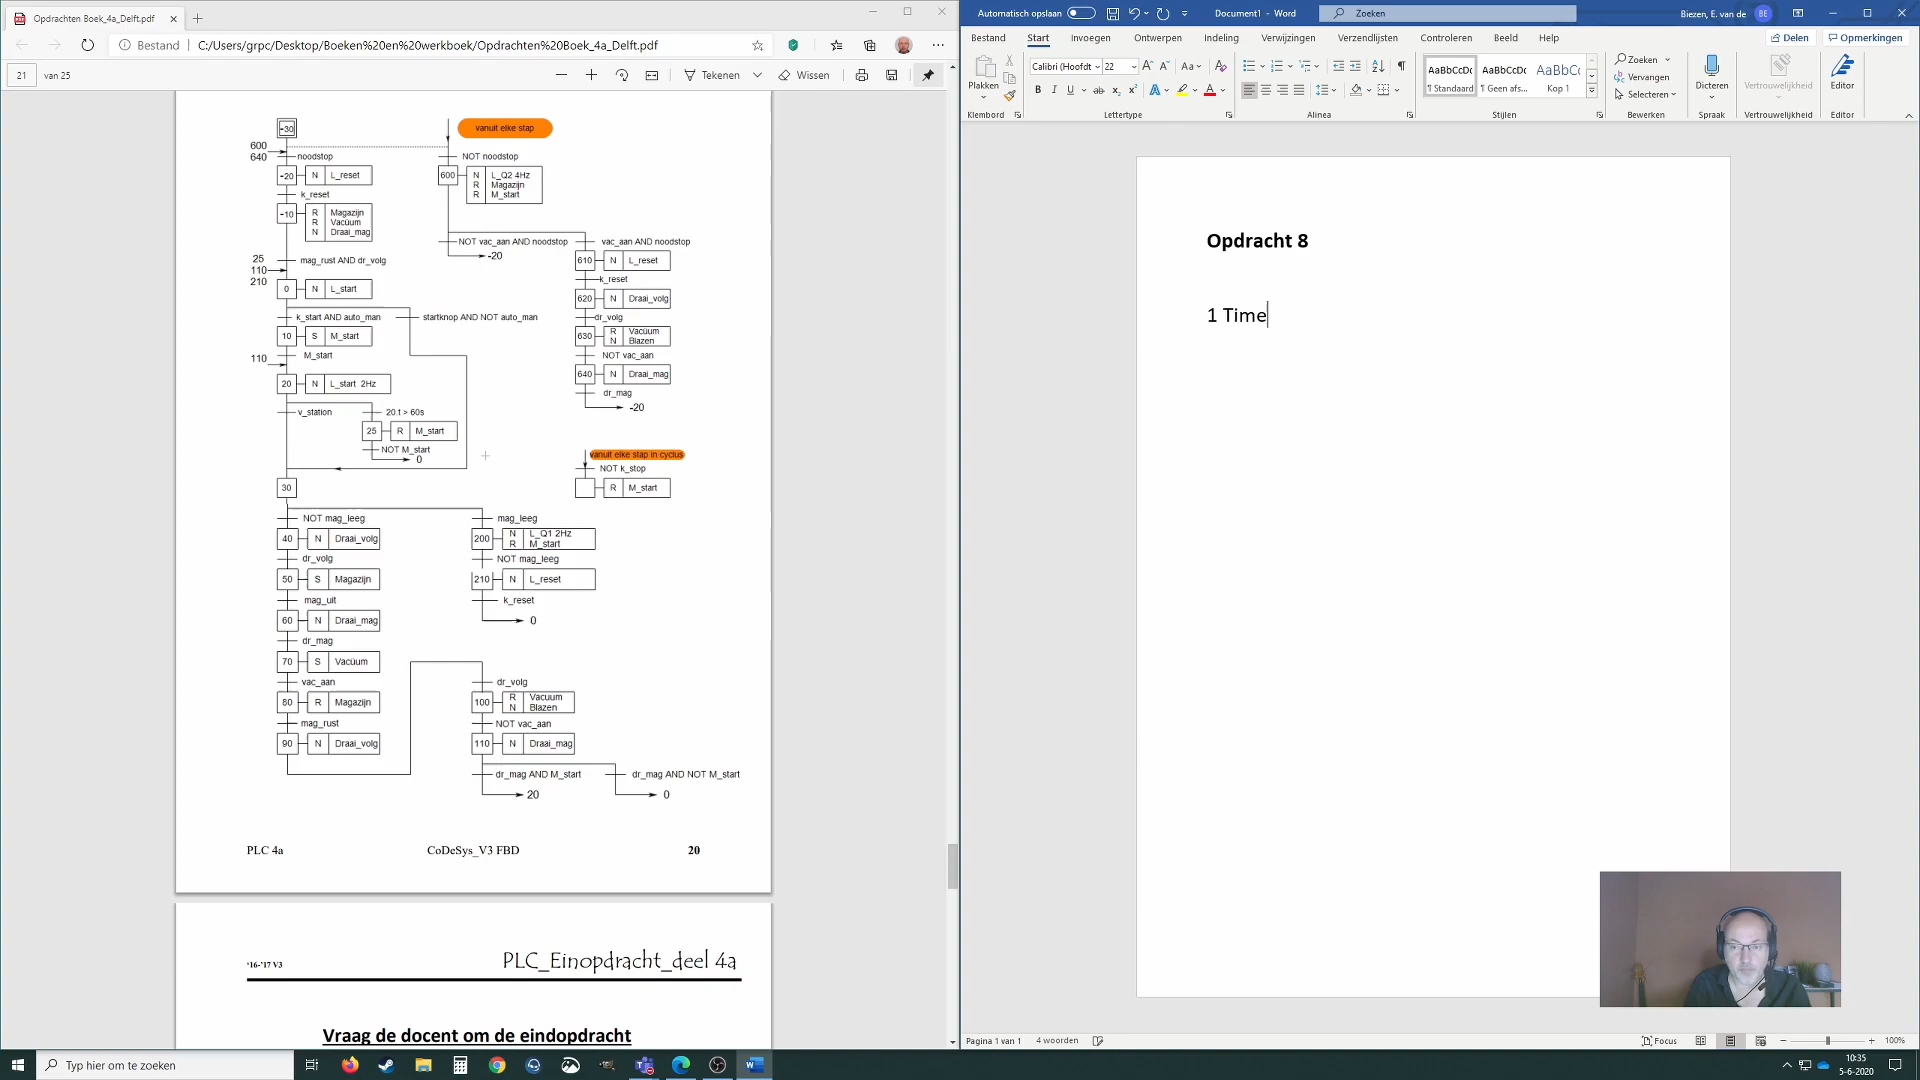 Opdrachten Boek_4a_Delft.pdf
Bestand C:/Users/grpc/Desktop/Boeken%20en%20werkboek/Opdrachten%20Boek_4a_Delft.pdf
21 van 25 Tekenen Wissen
-30
vanuit elke stap
600
640
noodstop
NOT noodstop
-20 N L_reset
600 N L_Q2 4Hz
R Magazijn
R M_start
k_reset
-10 R Magazijn
R Vacüum
N Draai_mag
NOT vac_aan AND noodstop
-20
vac_aan AND noodstop
25
110
210
mag_rust AND dr_volg
610 N L_reset
k_reset
0 N L_start
620 N Draai_volg
k_start AND auto_man
startknop AND NOT auto_man
dr_volg
10 S M_start
630 R Vacüum
N Blazen
110
M_start
NOT vac_aan
20 N L_start 2Hz
640 N Draai_mag
dr_mag
-20
v_station
20.t > 60s
25 R M_start
NOT M_start
0
vanuit elke stap in cyclus
NOT k_stop
R M_start
30
NOT mag_leeg
mag_leeg
40 N Draai_volg
200 N L_Q1 2Hz
R M_start
dr_volg
NOT mag_leeg
50 S Magazijn
210 N L_reset
mag_uit
k_reset
60 N Draai_mag
0
dr_mag
70 S Vacüum
vac_aan
dr_volg
80 R Magazijn
100 R Vacuum
N Blazen
mag_rust
NOT vac_aan
90 N Draai_volg
110 N Draai_mag
dr_mag AND M_start
dr_mag AND NOT M_start
20
0
PLC 4a CoDeSys_V3 FBD 20
'16-'17 V3 PLC_Einopdracht_deel 4a
Vraag de docent om de eindopdracht
Automatisch opslaan Document1 - Word Zoeken Biezen, E. van de BE
Bestand Start Invoegen Ontwerpen Indeling Verwijzingen Verzendlijsten Controleren Beeld Help Delen Opmerkingen
Plakken
Klembord
Calibri (Hoofdt 22
Aa
B I U ab x₂ x² A A
Lettertype
Alinea
AaBbCcDc AaBbCcDc AaBbCc
¶ Standaard ¶ Geen afs... Kop 1
Stijlen
Zoeken
Vervangen
Selecteren
Bewerken
Dicteren
Spraak
Vertrouwelijkheid
Vertrouwelijkheid
Editor
Editor
Opdracht 8
1 Time
Pagina 1 van 1 4 woorden Focus 100%
Typ hier om te zoeken
10:35
5-6-2020